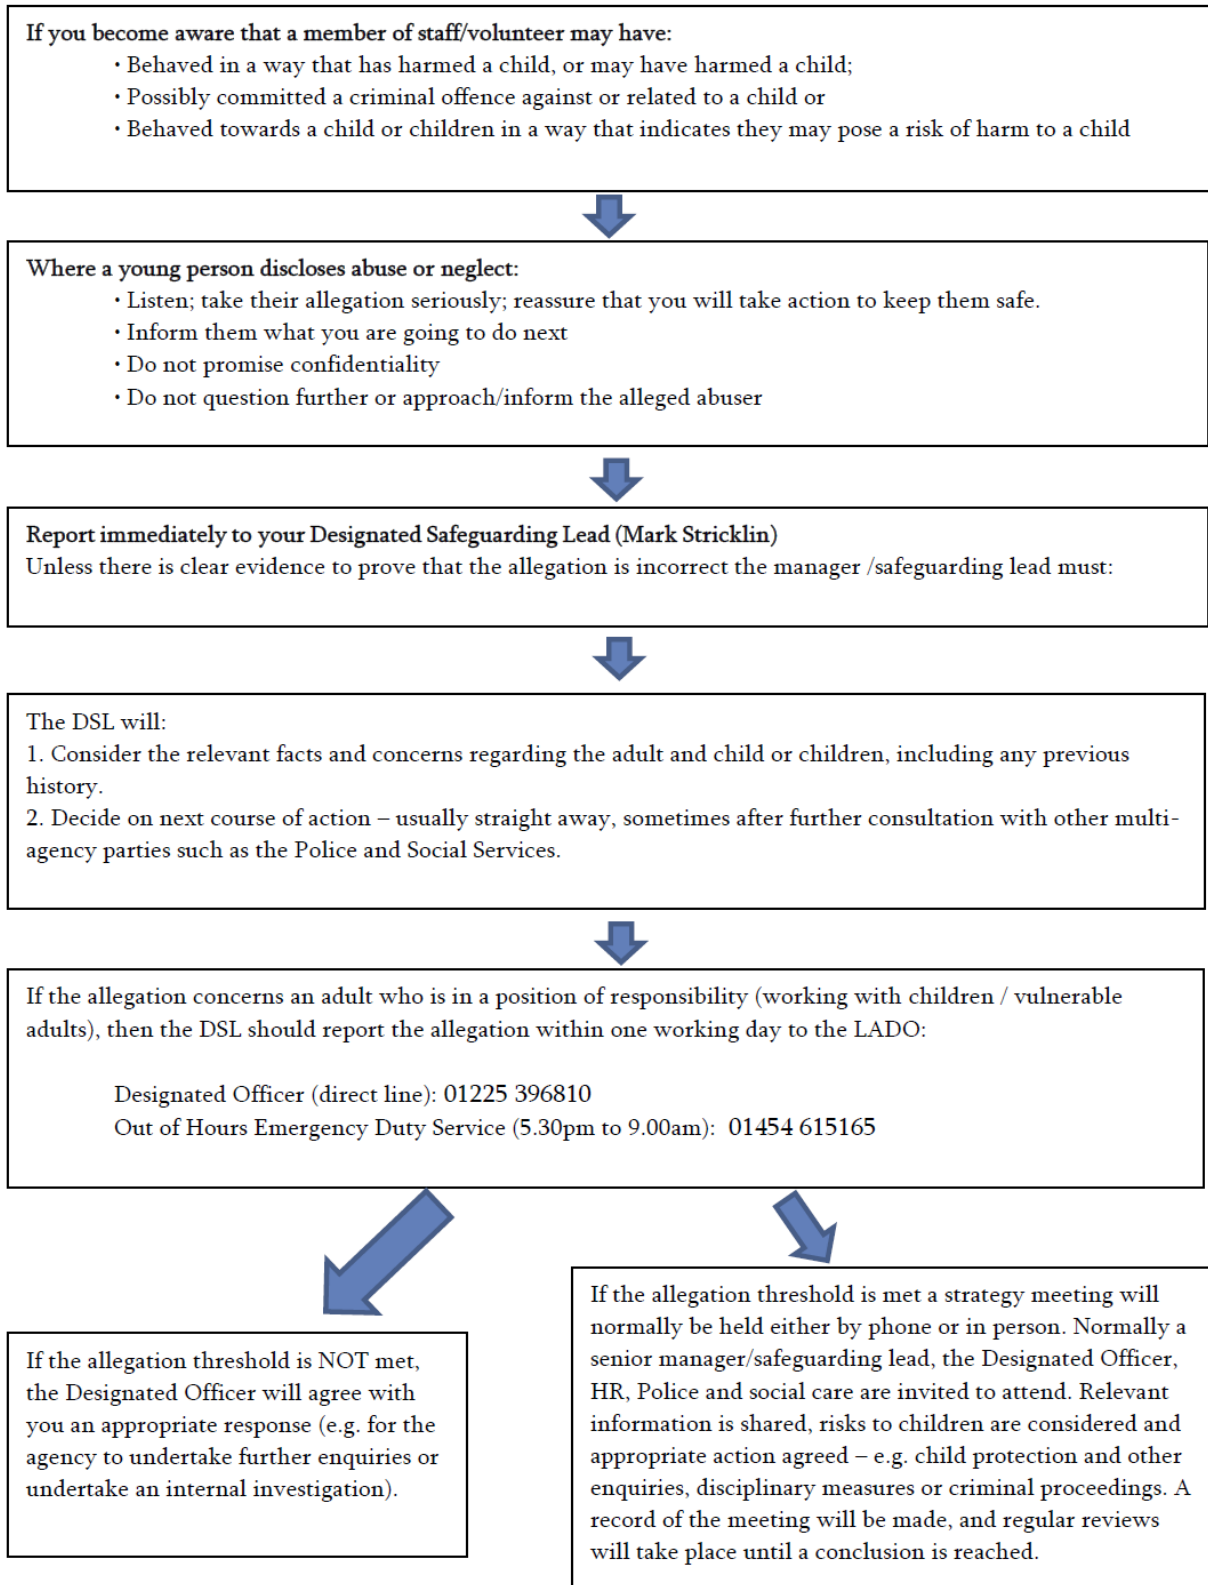 If you become aware that a member of staff/volunteer may have:
· Behaved in a way that has harmed a child, or may have harmed a child;
· Possibly committed a criminal offence against or related to a child or
· Behaved towards a child or children in a way that indicates they may pose a risk of harm to a child
Where a young person discloses abuse or neglect:
· Listen; take their allegation seriously; reassure that you will take action to keep them safe.
· Inform them what you are going to do next
· Do not promise confidentiality
· Do not question further or approach/inform the alleged abuser
Report immediately to your Designated Safeguarding Lead (Mark Stricklin)
Unless there is clear evidence to prove that the allegation is incorrect the manager /safeguarding lead must:
The DSL will:
1. Consider the relevant facts and concerns regarding the adult and child or children, including any previous
history.
2. Decide on next course of action – usually straight away, sometimes after further consultation with other multi-
agency parties such as the Police and Social Services.
If the allegation concerns an adult who is in a position of responsibility (working with children / vulnerable
adults), then the DSL should report the allegation within one working day to the LADO:
Designated Officer (direct line): 01225 396810
Out of Hours Emergency Duty Service (5.30pm to 9.00am): 01454 615165
If the allegation threshold is NOT met,
the Designated Officer will agree with
you an appropriate response (e.g. for the
agency to undertake further enquiries or
undertake an internal investigation).
If the allegation threshold is met a strategy meeting will
normally be held either by phone or in person. Normally a
senior manager/safeguarding lead, the Designated Officer,
HR, Police and social care are invited to attend. Relevant
information is shared, risks to children are considered and
appropriate action agreed – e.g. child protection and other
enquiries, disciplinary measures or criminal proceedings. A
record of the meeting will be made, and regular reviews
will take place until a conclusion is reached.